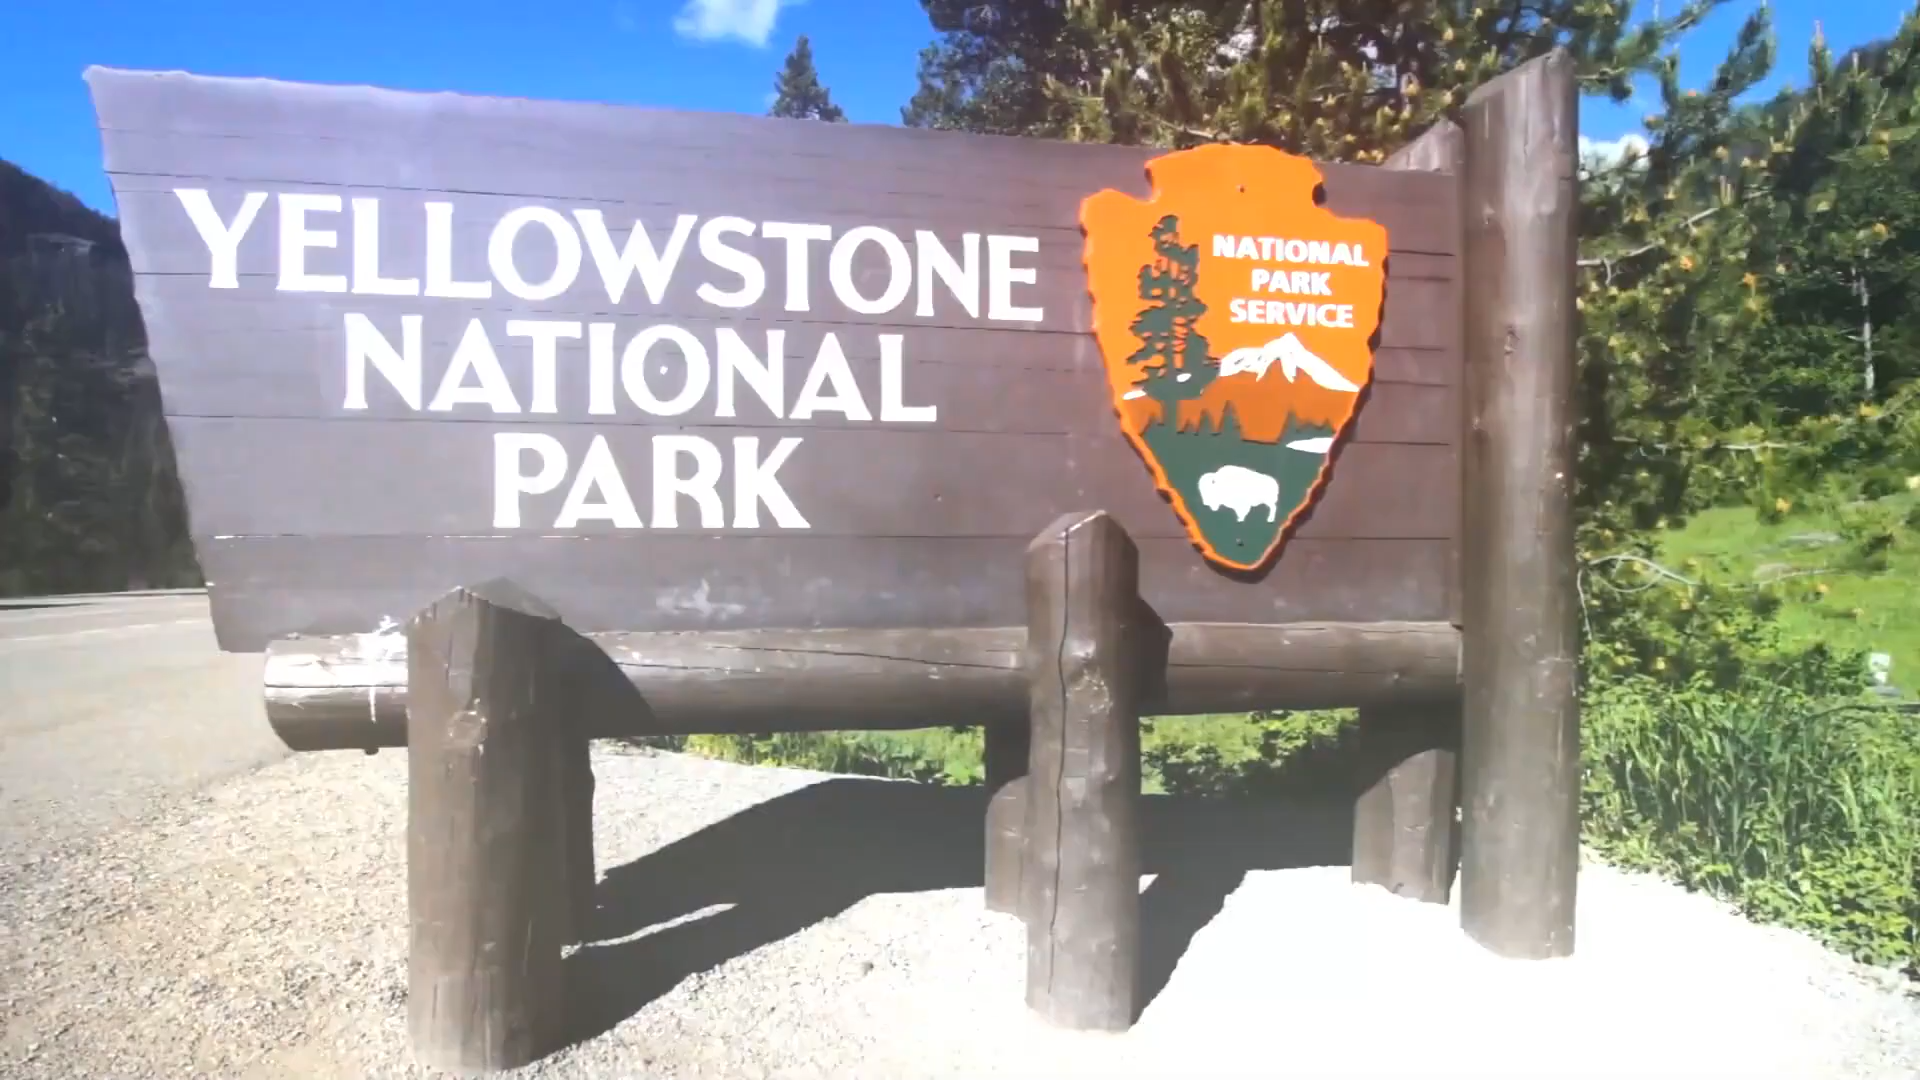 YELLOWSTONE
NATIONAL
PARK
NATIONAL
PARK
SERVICE